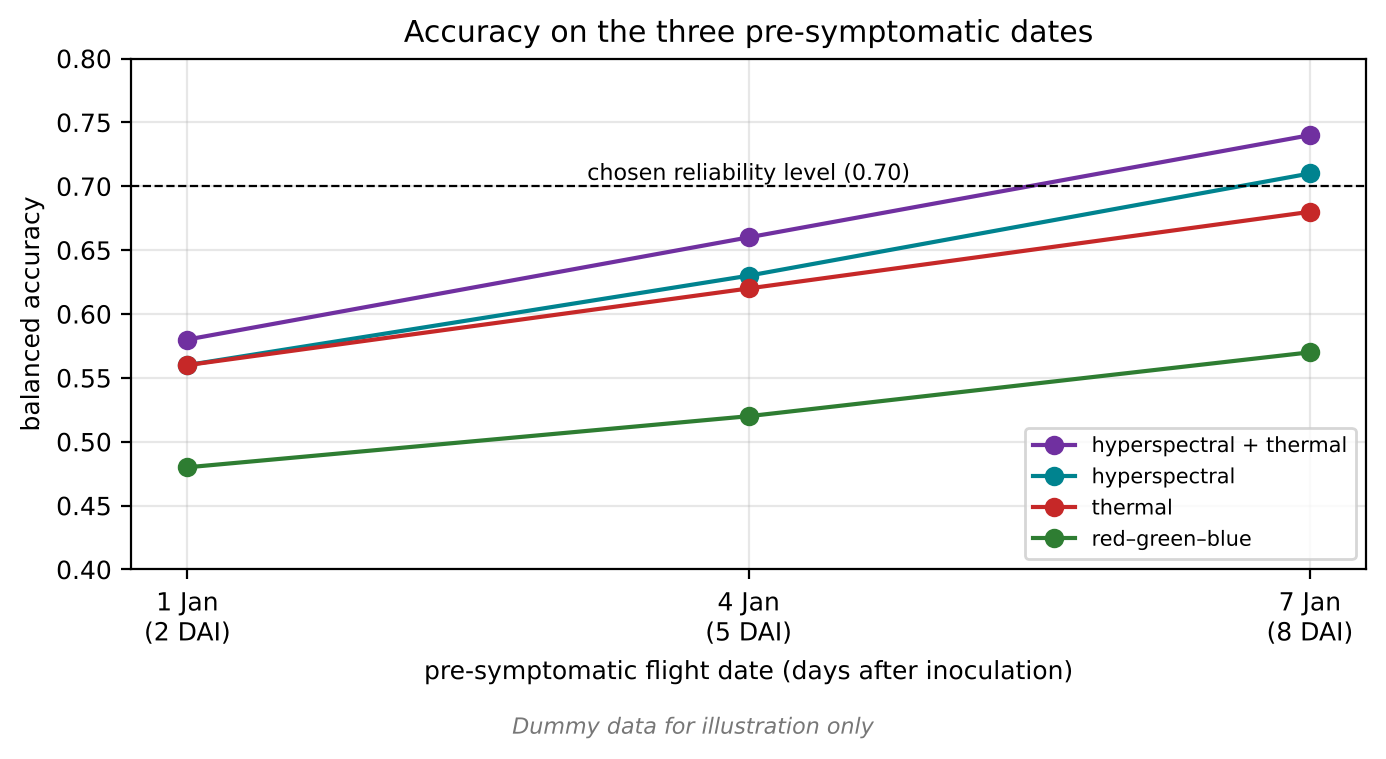 Accuracy on the three pre-symptomatic dates
0.80
0.75
0.70
0.65
0.60
0.55
0.50
0.45
0.40
balanced accuracy
chosen reliability level (0.70)
hyperspectral + thermal
hyperspectral
thermal
red–green–blue
1 Jan
(2 DAI)
4 Jan
(5 DAI)
7 Jan
(8 DAI)
pre-symptomatic flight date (days after inoculation)
Dummy data for illustration only